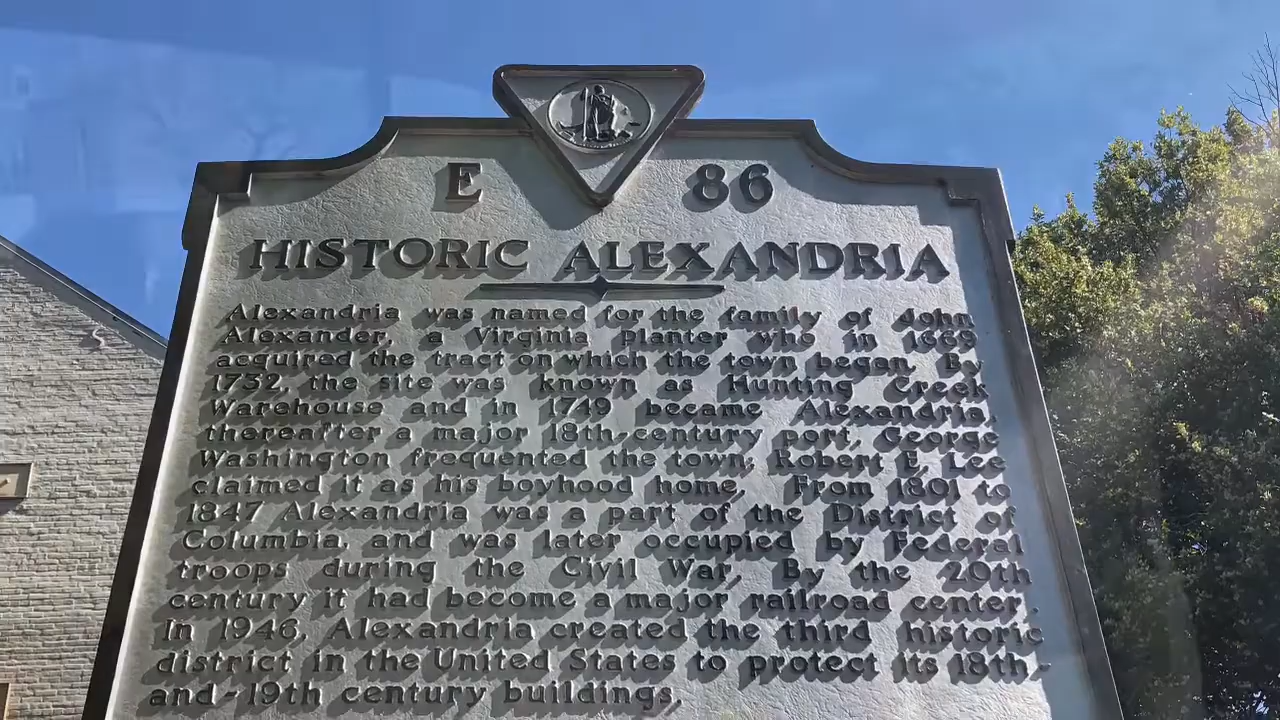 E 86
HISTORIC ALEXANDRIA
Alexandria was named for the family of John
Alexander, a Virginia planter who in 1669
acquired the tract on which the town began. By
1732, the site was known as Hunting Creek
Warehouse and in 1749 became Alexandria,
thereafter a major 18th-century port. George
Washington frequented the town; Robert E. Lee
claimed it as his boyhood home. From 1801 to
1847 Alexandria was a part of the District of
Columbia, and was later occupied by Federal
troops during the Civil War. By the 20th
century it had become a major railroad center.
In 1946, Alexandria created the third historic
district in the United States to protect its 18th-
and-19th century buildings.